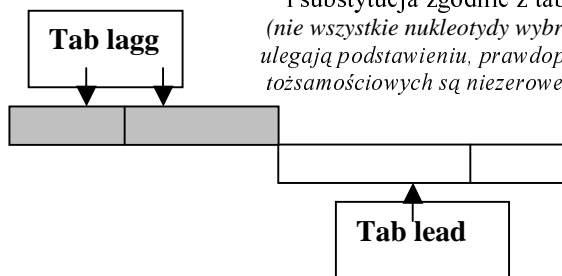 i substytucja zgodnie z tab
(nie wszystkie nukleotydy wybr
ulegają podstawieniu, prawdop
tożsamościowych są niezerowe
Tab lagg
Tab lead